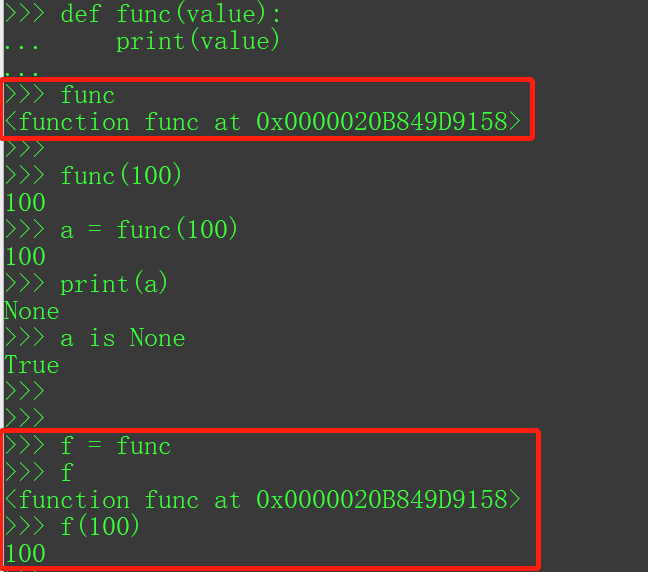 >>> def func(value):
...     print(value)
...
>>> func
<function func at 0x0000020B849D9158>
>>>
>>> func(100)
100
>>> a = func(100)
100
>>> print(a)
None
>>> a is None
True
>>>
>>>
>>> f = func
>>> f
<function func at 0x0000020B849D9158>
>>> f(100)
100